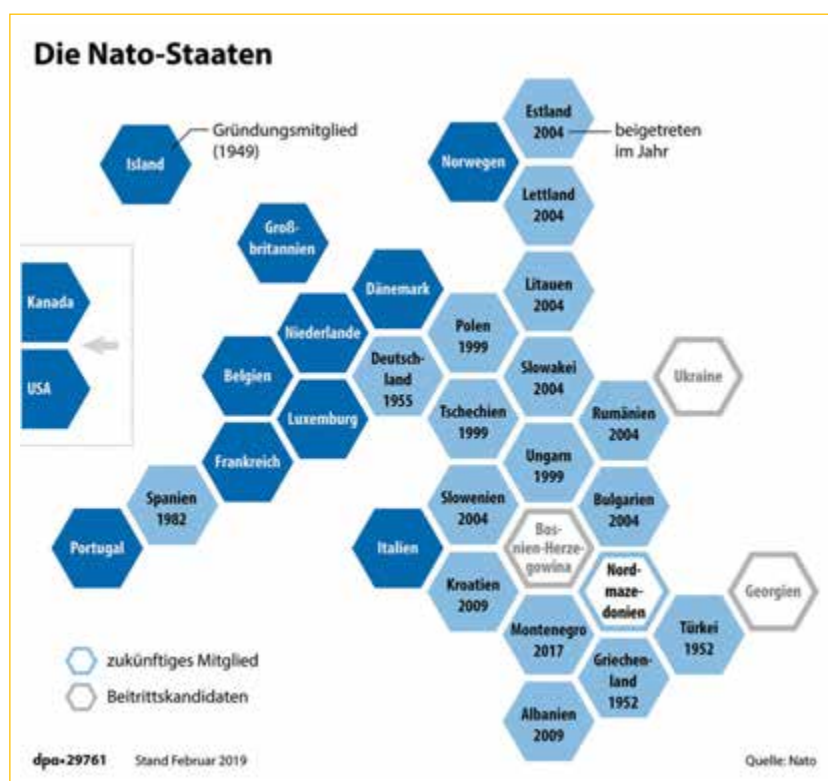 Die Nato-Staaten
Island
Gründungsmitglied
(1949)
Norwegen
Estland
2004
beigetreten
im Jahr
Lettland
2004
Groß-
britannien
Kanada
USA
Dänemark
Litauen
2004
Niederlande
Polen
1999
Belgien
Deutsch-
land
1955
Slowakei
2004
Ukraine
Luxemburg
Tschechien
1999
Rumänien
2004
Frankreich
Ungarn
1999
Spanien
1982
Slowenien
2004
Bulgarien
2004
Portugal
Italien
Bos-
nien-Herze-
gowina
Kroatien
2009
Nord-
maze-
donien
Georgien
Montenegro
2017
Türkei
1952
Griechen-
land
1952
Albanien
2009
zukünftiges Mitglied
Beitrittskandidaten
dpa•29761 Stand Februar 2019 Quelle: Nato